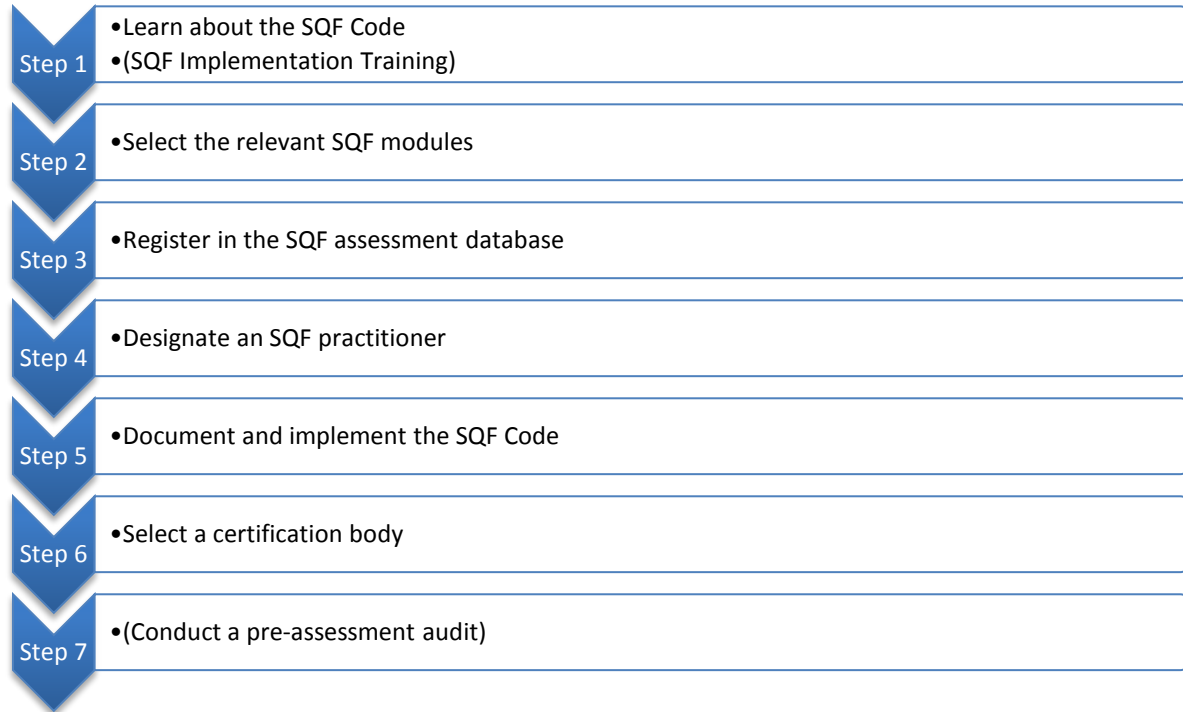 Step 1
•Learn about the SQF Code
•(SQF Implementation Training)
Step 2
•Select the relevant SQF modules
Step 3
•Register in the SQF assessment database
Step 4
•Designate an SQF practitioner
Step 5
•Document and implement the SQF Code
Step 6
•Select a certification body
Step 7
•(Conduct a pre-assessment audit)